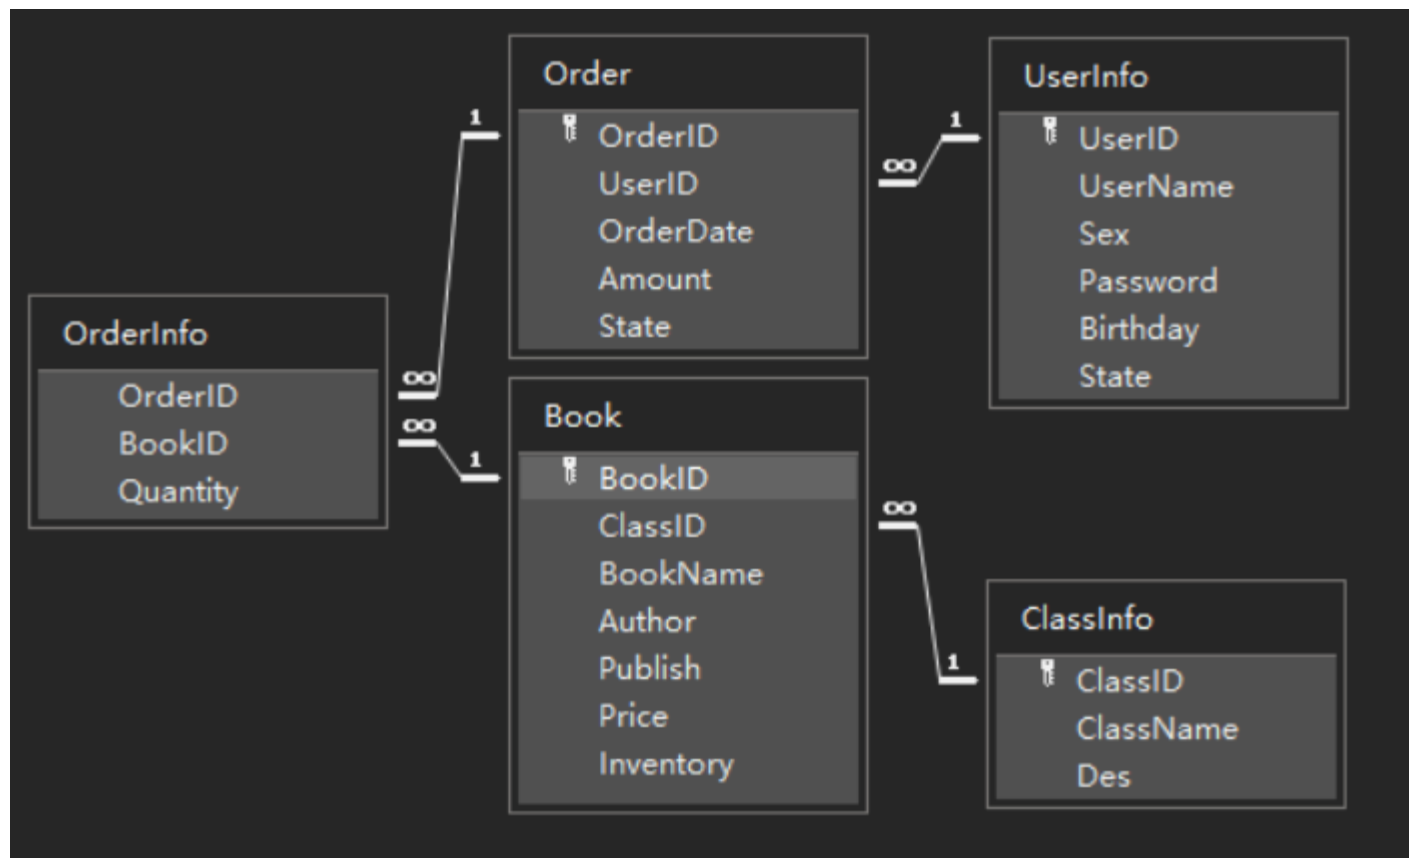 Order
OrderID
UserID
OrderDate
Amount
State
UserInfo
UserID
UserName
Sex
Password
Birthday
State
1
∞
1
∞
OrderInfo
OrderID
BookID
Quantity
∞
1
Book
BookID
ClassID
BookName
Author
Publish
Price
Inventory
∞
1
ClassInfo
ClassID
ClassName
Des